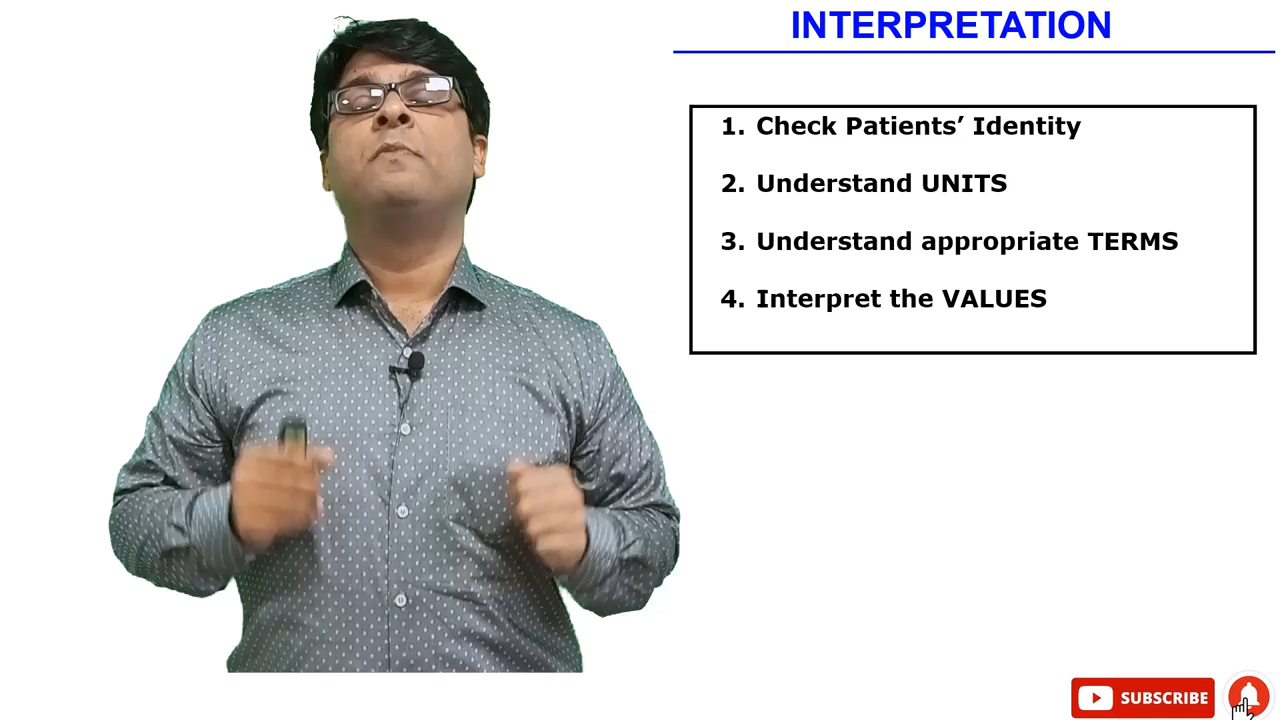 INTERPRETATION
1. Check Patients’ Identity
2. Understand UNITS
3. Understand appropriate TERMS
4. Interpret the VALUES
SUBSCRIBE